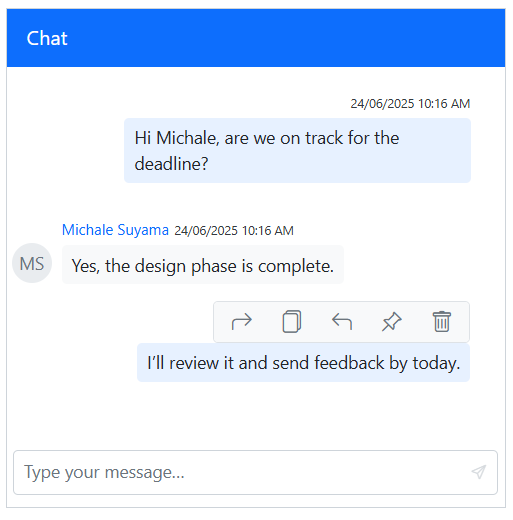 Chat
24/06/2025 10:16 AM
Hi Michale, are we on track for the
deadline?
Michale Suyama 24/06/2025 10:16 AM
MS
Yes, the design phase is complete.
I’ll review it and send feedback by today.
Type your message...